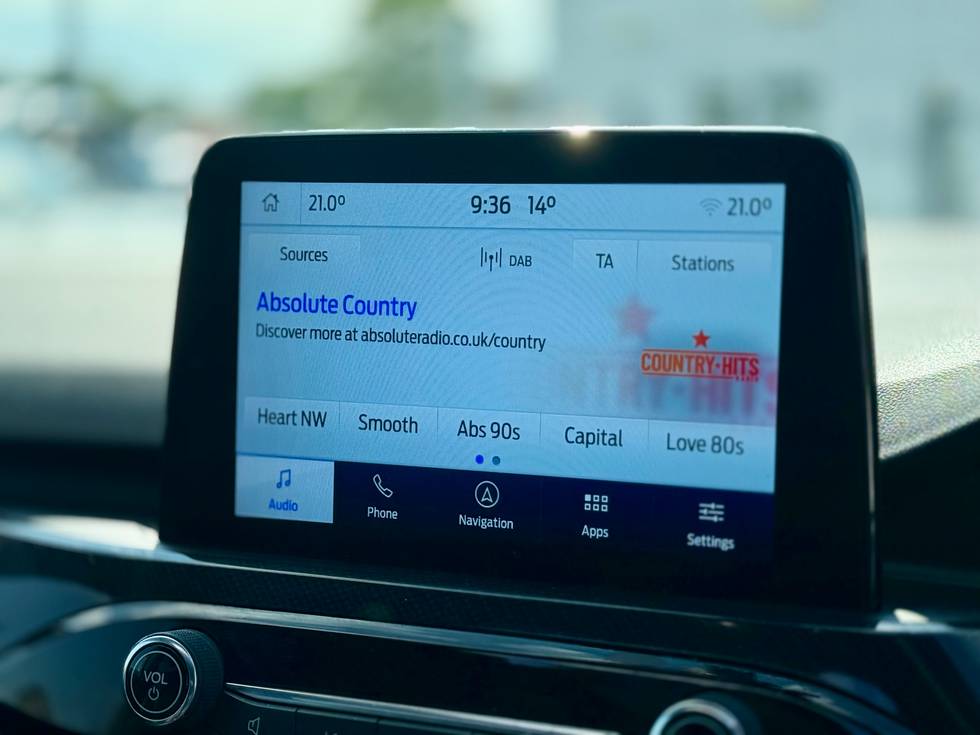 21.0° 9:36 14° 21.0°
Sources DAB TA Stations
Absolute Country
Discover more at absoluteradio.co.uk/country
COUNTRY·HITS
RADIO
Heart NW Smooth Abs 90s Capital Love 80s
Audio Phone Navigation Apps Settings
VOL